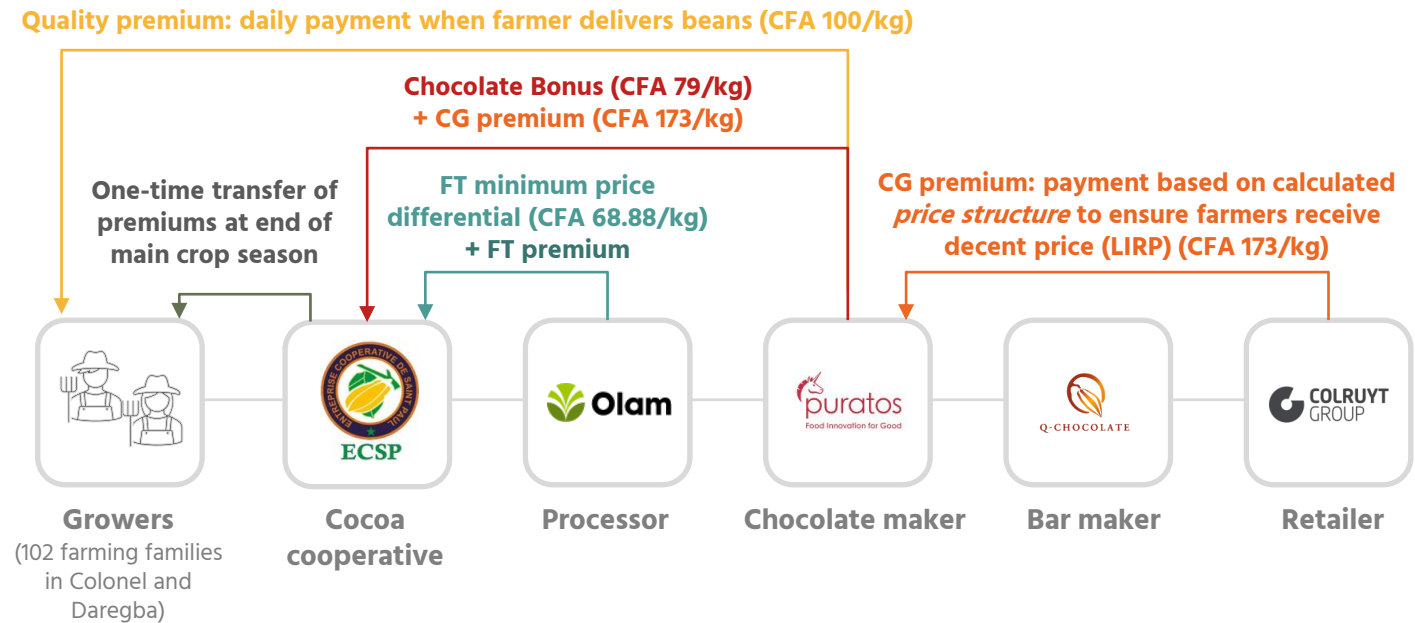 Quality premium: daily payment when farmer delivers beans (CFA 100/kg)
Chocolate Bonus (CFA 79/kg)
+ CG premium (CFA 173/kg)
One-time transfer of
premiums at end of
main crop season
FT minimum price
differential (CFA 68.88/kg)
+ FT premium
CG premium: payment based on calculated
price structure to ensure farmers receive
decent price (LIRP) (CFA 173/kg)
ENTREPRISE COOPERATIVE DE SAINT PAUL
ECSP
Olam
puratos
Food Innovation for Good
Q-CHOCOLATE
COLRUYT
GROUP
Growers
(102 farming families
in Colonel and
Daregba)
Cocoa
cooperative
Processor
Chocolate maker
Bar maker
Retailer